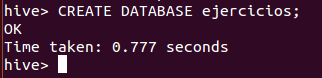 hive> CREATE DATABASE ejercicios;
OK
Time taken: 0.777 seconds
hive>